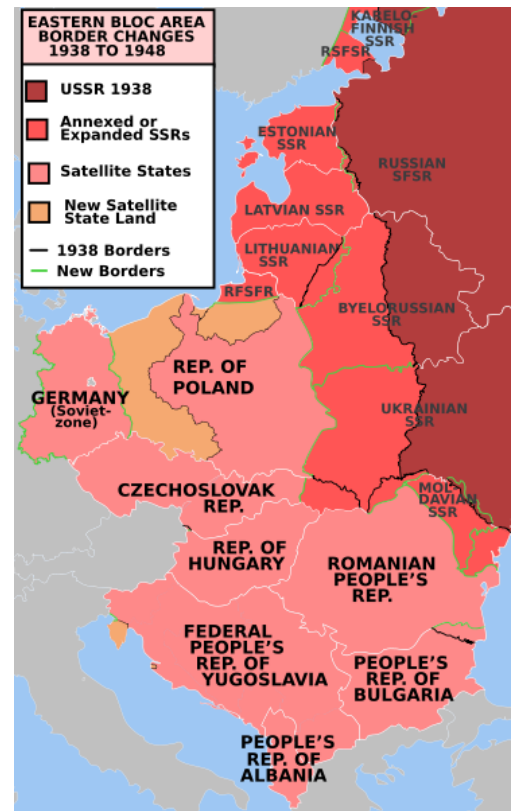 EASTERN BLOC AREA
BORDER CHANGES
1938 TO 1948
USSR 1938
Annexed or
Expanded SSRs
Satellite States
New Satellite
State Land
1938 Borders
New Borders
KARELO-
FINNISH
SSR
RSFSR
ESTONIAN
SSR
RUSSIAN
SFSR
LATVIAN SSR
LITHUANIAN
SSR
RFSFR
BYELORUSSIAN
SSR
REP. OF
POLAND
GERMANY
(Soviet-
zone)
UKRAINIAN
SSR
CZECHOSLOVAK
REP.
MOL-
DAVIAN
SSR
REP. OF
HUNGARY
ROMANIAN
PEOPLE'S
REP.
FEDERAL
PEOPLE'S
REP. OF
YUGOSLAVIA
PEOPLE'S
REP. OF
BULGARIA
PEOPLE'S
REP. OF
ALBANIA